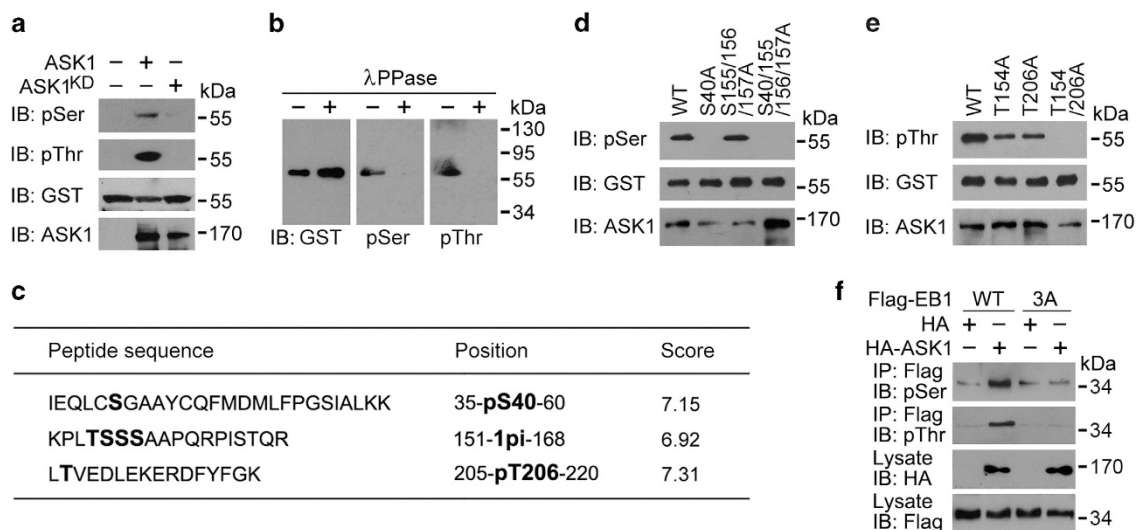 a
ASK1 – + –
ASK1KD – – +
kDa
IB: pSer -55
IB: pThr -55
IB: GST -55
IB: ASK1 -170
b
λPPase
– + – + – +
kDa
-130
-95
-55
-34
IB: GST pSer pThr
c
Peptide sequence Position Score
IEQLCSGAAYCQFMDMLFPGSIALKK 35-pS40-60 7.15
KPLTSSSAAPQRPISTQR 151-1pi-168 6.92
LTVEDLEKERDFYFGK 205-pT206-220 7.31
d
WT
S40A
S155/156
/157A
S40/155
/156/157A
kDa
IB: pSer -55
IB: GST -55
IB: ASK1 -170
e
WT
T154A
T206A
T154
/206A
kDa
IB: pThr -55
IB: GST -55
IB: ASK1 -170
f
Flag-EB1 WT 3A
HA + – + –
HA-ASK1 – + – +
kDa
IP: Flag
IB: pSer -34
IP: Flag
IB: pThr -34
Lysate
IB: HA -170
Lysate
IB: Flag -34